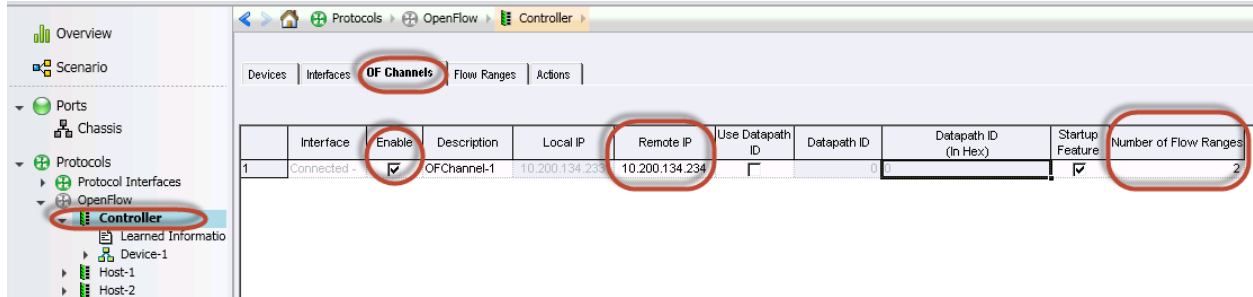 Protocols OpenFlow Controller
Overview
Scenario
Ports
Chassis
Protocols
Protocol Interfaces
OpenFlow
Controller
Learned Informatio
Device-1
Host-1
Host-2
Devices Interfaces OF Channels Flow Ranges Actions
Interface Enable Description Local IP Remote IP Use Datapath ID Datapath ID Datapath ID (In Hex) Startup Feature Number of Flow Ranges
1 Connected - OFChannel-1 10.200.134.233 10.200.134.234 0 0 2